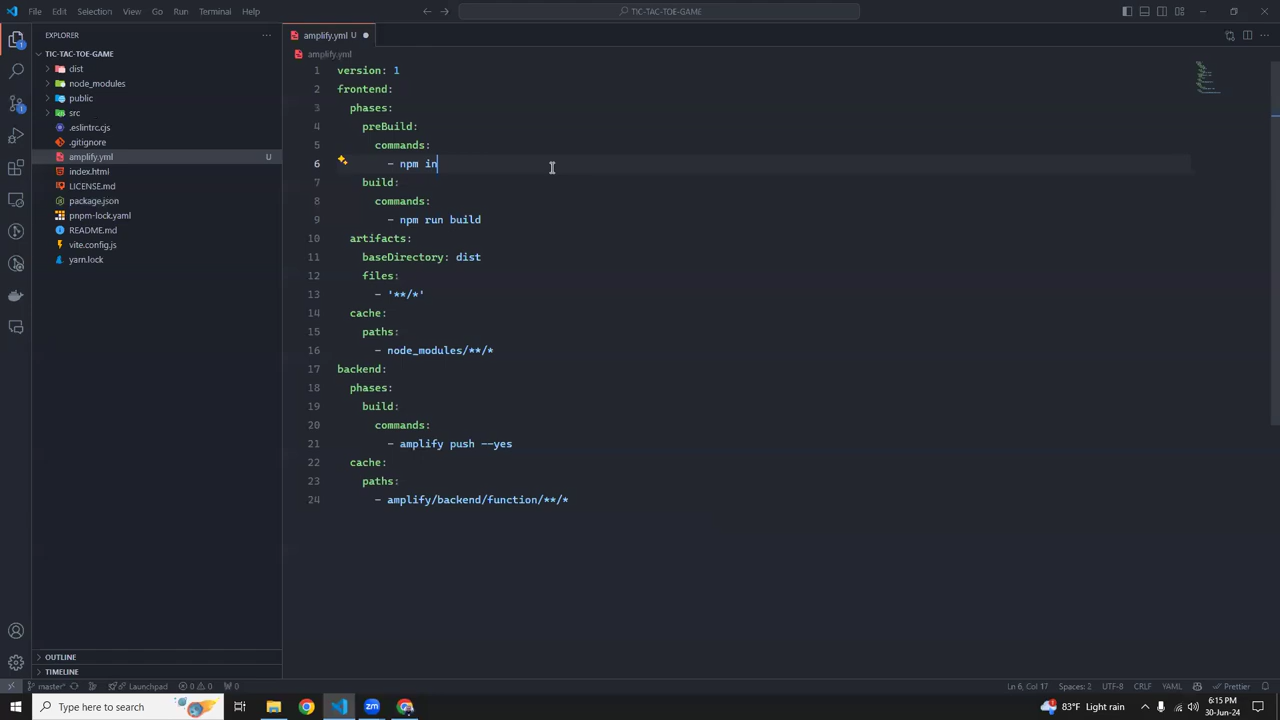 File Edit Selection View Go Run Terminal Help
TIC-TAC-TOE-GAME
EXPLORER
TIC-TAC-TOE-GAME
dist
node_modules
public
src
.eslintrc.cjs
.gitignore
amplify.yml U
index.html
LICENSE.md
package.json
pnpm-lock.yaml
README.md
vite.config.js
yarn.lock
OUTLINE
TIMELINE
amplify.yml U
amplify.yml
1 version: 1
2 frontend:
3 phases:
4 preBuild:
5 commands:
6 - npm in
7 build:
8 commands:
9 - npm run build
10 artifacts:
11 baseDirectory: dist
12 files:
13 - '**/*'
14 cache:
15 paths:
16 - node_modules/**/*
17 backend:
18 phases:
19 build:
20 commands:
21 - amplify push --yes
22 cache:
23 paths:
24 - amplify/backend/function/**/*
master* Launchpad 0 0 0 Ln 6, Col 17 Spaces: 2 UTF-8 CRLF YAML Prettier
Type here to search 83°F Light rain 6:15 PM
30-Jun-24